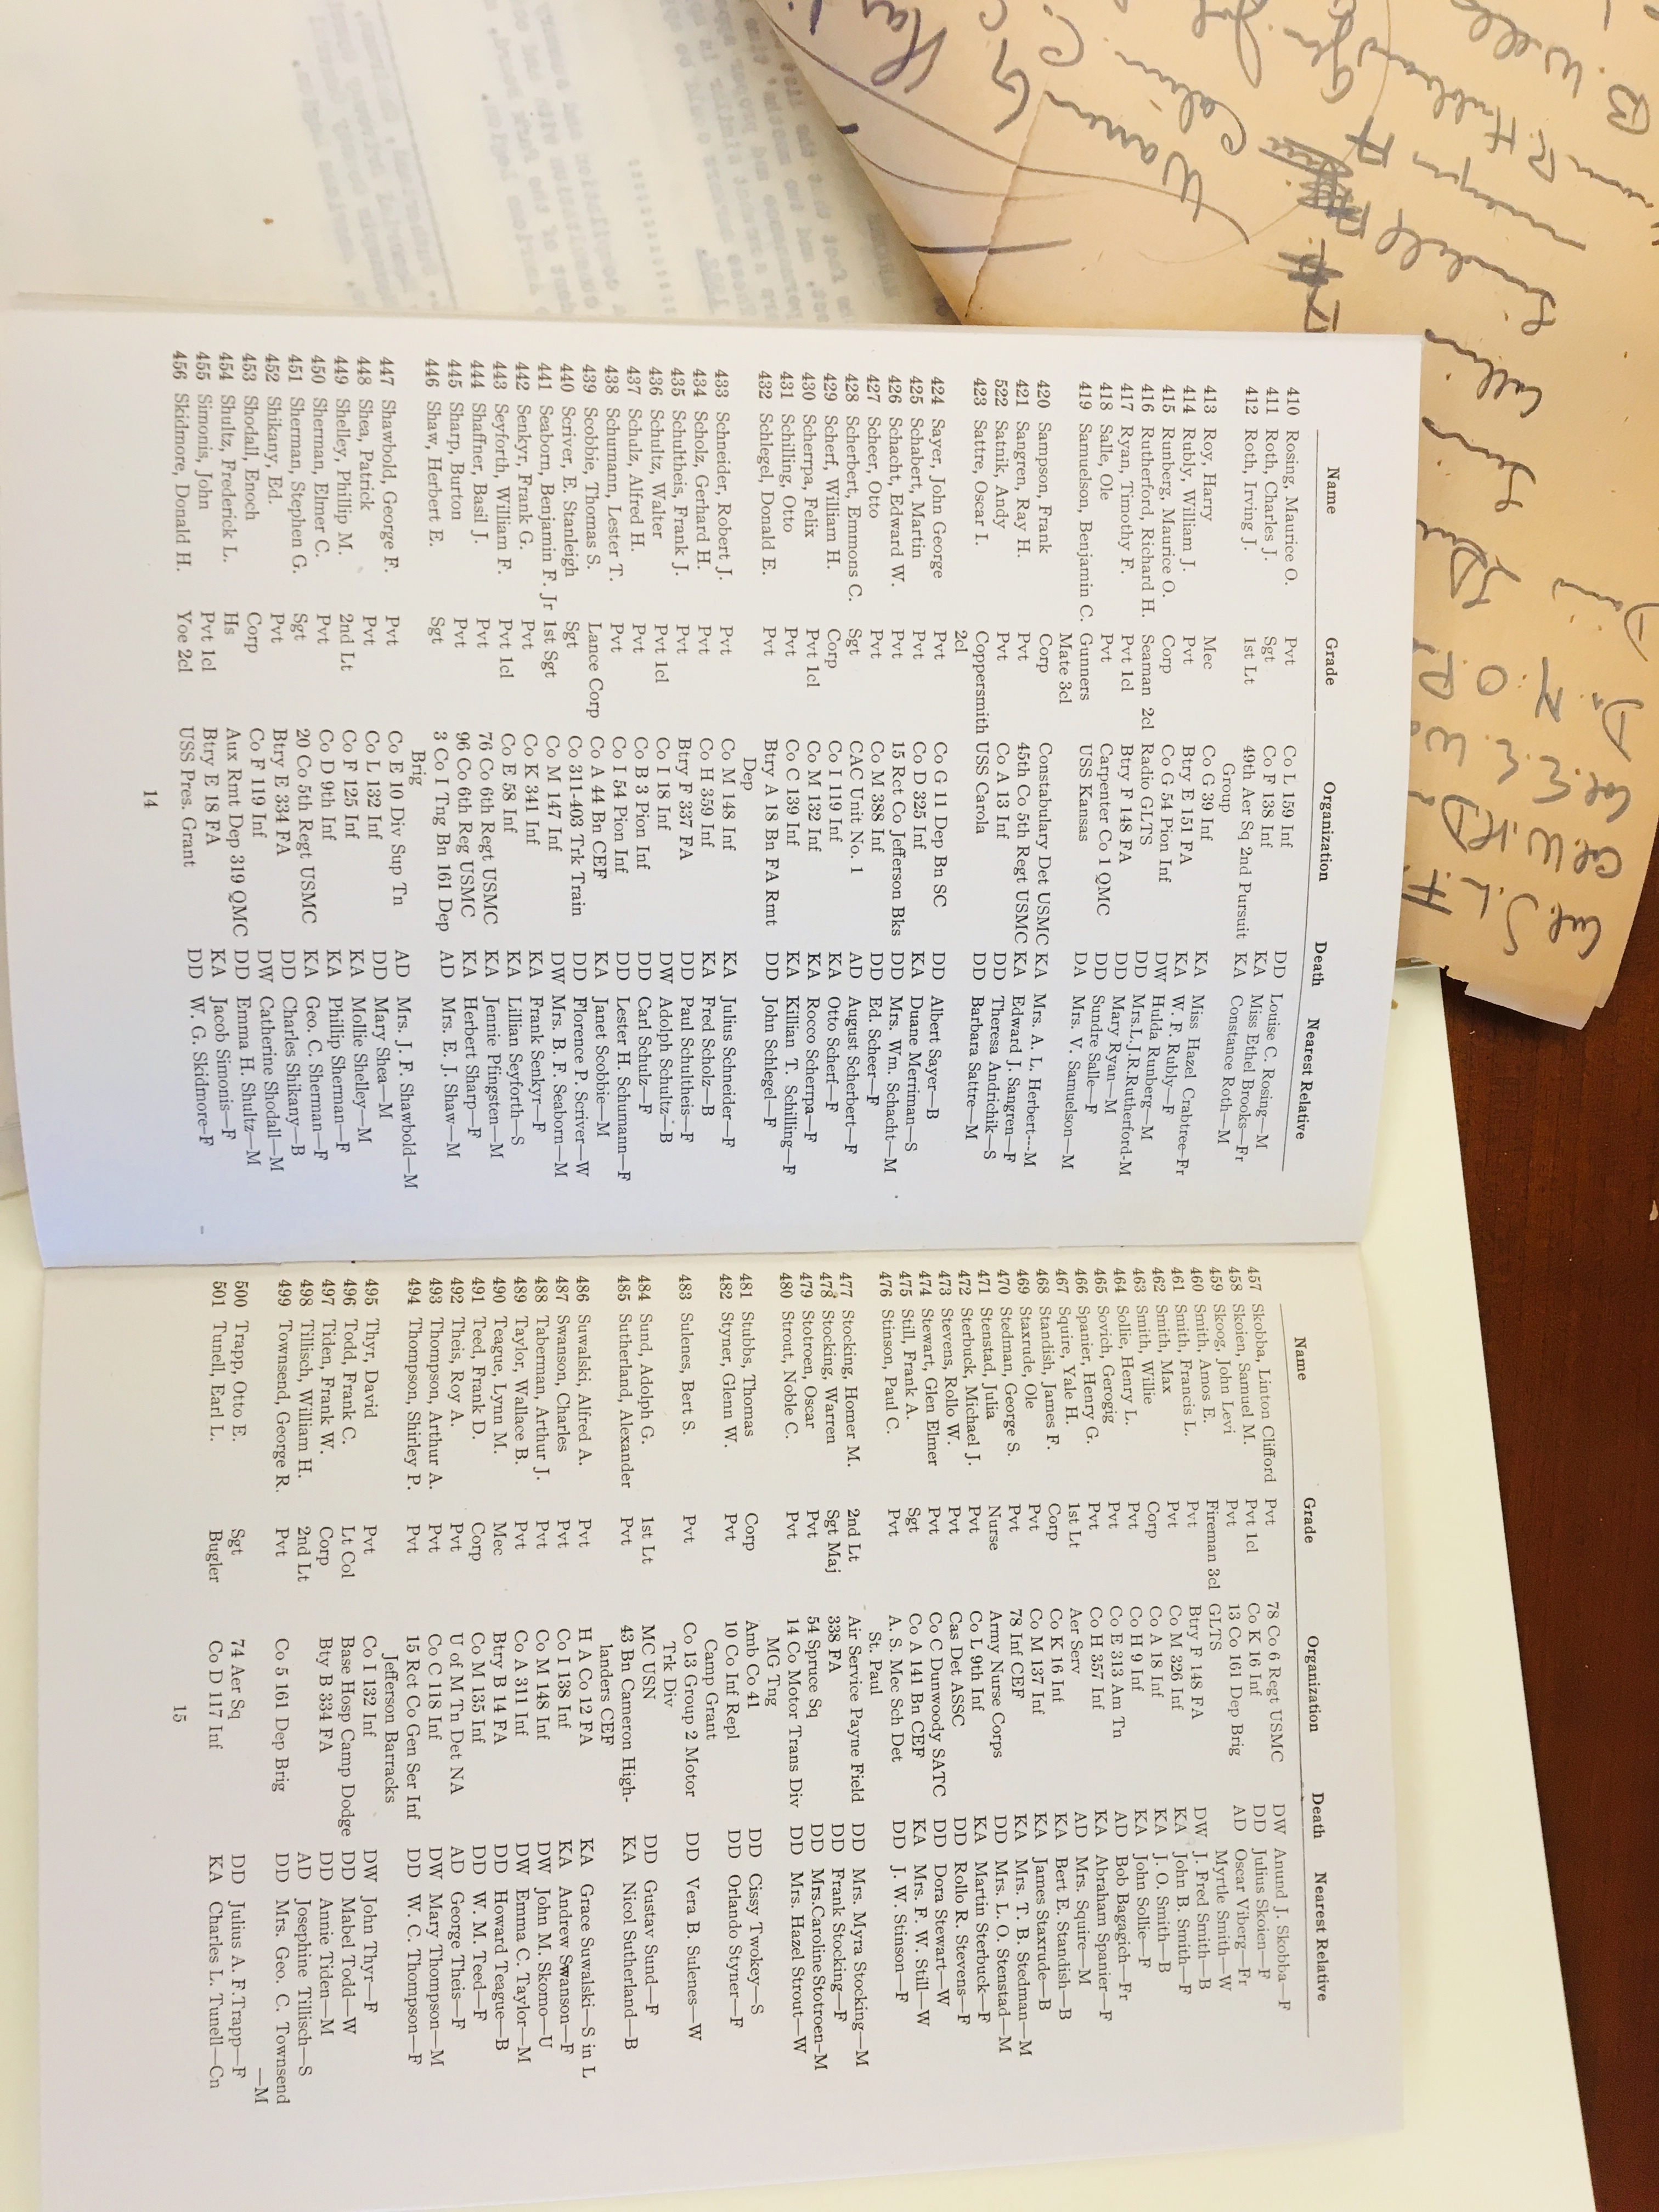 Name Grade Organization Death Nearest Relative
410 Rosing, Maurice O. Pvt Co L 159 Inf DD Louise C. Rosing—M
411 Roth, Charles J. Sgt Co F 138 Inf KA Miss Ethel Brooks—Fr
412 Roth, Irving J. 1st Lt 49th Aer Sq 2nd Pursuit KA Constance Roth—M
Group
413 Roy, Harry Mec Co G 39 Inf KA Miss Hazel Crabtree—Fr
414 Rubly, William J. Pvt Btry E 151 FA KA W. F. Rubly—F
415 Runberg, Maurice O. Corp Co G 54 Pion Inf DW Hulda Runberg—M
416 Rutherford, Richard H. Seaman 2cl Radio GLTS DD Mrs.L.J.R.Rutherford-M
417 Ryan, Timothy F. Pvt 1cl Btry F 148 FA DD Mary Ryan—M
418 Salle, Ole Pvt Carpenter Co 1 QMC DD Sundre Salle—F
419 Samuelson, Benjamin C. Gunners USS Kansas DA Mrs. V. Samuelson—M
Mate 3cl
420 Sampson, Frank Corp Constabulary Det USMC KA Mrs. A. L. Herbert---M
421 Sangren, Ray H. Pvt 45th Co 5th Regt USMC KA Edward J. Sangren—F
522 Satnik, Andy Pvt Co A 13 Inf DD Theresa Andrichik—S
423 Sattre, Oscar I. Coppersmith USS Carola DD Barbara Sattre—M
2cl
424 Sayer, John George Pvt Co G 11 Dep Bn SC DD Albert Sayer—B
425 Schabert, Martin Pvt Co D 325 Inf KA Duane Merriman—S
426 Schacht, Edward W. Pvt 15 Rct Co Jefferson Bks DD Mrs. Wm. Schacht—M
427 Scheer, Otto Pvt Co M 388 Inf DD Ed. Scheer—F
428 Scherbert, Emmons C. Sgt CAC Unit No. 1 AD August Scherbert—F
429 Scherf, William H. Corp Co I 119 Inf KA Otto Scherf—F
430 Scherrpa, Felix Pvt 1cl Co M 132 Inf KA Rocco Scherrpa—F
431 Schilling, Otto Pvt Co C 139 Inf KA Killian T. Schilling—F
432 Schlegel, Donald E. Pvt Btry A 18 Bn FA Rmt DD John Schlegel—F
Dep
433 Schneider, Robert J. Pvt Co M 148 Inf KA Julius Schneider—F
434 Scholz, Gerhard H. Pvt Co H 359 Inf KA Fred Scholz—B
435 Schultheis, Frank J. Pvt Btry F 337 FA DD Paul Schultheis—F
436 Schultz, Walter Pvt 1cl Co I 18 Inf DW Adolph Schultz—B
437 Schulz, Alfred H. Pvt Co B 3 Pion Inf DD Carl Schulz—F
438 Schumann, Lester T. Pvt Co I 54 Pion Inf DD Lester H. Schumann—F
439 Scobbie, Thomas S. Lance Corp Co A 44 Bn CEF KA Janet Scobbie—M
440 Scriver, E. Stanleigh Sgt Co 311-403 Trk Train DD Florence P. Scriver—W
441 Seaborn, Benjamin F. Jr 1st Sgt Co M 147 Inf DW Mrs. B. F. Seaborn—M
442 Senkyr, Frank G. Pvt Co K 341 Inf KA Frank Senkyr—F
443 Seyforth, William F. Pvt 1cl Co E 58 Inf KA Lillian Seyforth—S
444 Shaffner, Basil J. Pvt 76 Co 6th Regt USMC KA Jennie Pfingsten—M
445 Sharp, Burton Pvt 96 Co 6th Reg USMC KA Herbert Sharp—F
446 Shaw, Herbert E. Sgt 3 Co I Tng Bn 161 Dep AD Mrs. E. J. Shaw—M
Brig
447 Shawbold, George F. Pvt Co E 10 Div Sup Tn AD Mrs. J. F. Shawbold—M
448 Shea, Patrick Pvt Co L 132 Inf DD Mary Shea—M
449 Shelley, Phillip M. 2nd Lt Co F 125 Inf KA Mollie Shelley—M
450 Sherman, Elmer C. Pvt Co D 9th Inf KA Phillip Sherman—F
451 Sherman, Stephen G. Sgt 20 Co 5th Regt USMC KA Geo. C. Sherman—F
452 Shikany, Ed. Pvt Btry E 334 FA DD Charles Shikany—B
453 Shodall, Enoch Corp Co F 119 Inf DW Catherine Shodall—M
454 Shultz, Frederick L. Hs Aux Rmt Dep 319 QMC DD Emma H. Shultz—M
455 Simonis, John Pvt 1cl Btry E 18 FA KA Jacob Simonis—F
456 Skidmore, Donald H. Yoe 2cl USS Pres. Grant DD W. G. Skidmore—F
14
Name Grade Organization Death Nearest Relative
457 Skobba, Linton Clifford Pvt 78 Co 6 Regt USMC DW Anund J. Skobba—F
458 Skoien, Samuel M. Pvt 1cl Co K 16 Inf DD Julius Skoien—F
459 Skoog, John Levi Pvt 13 Co 161 Dep Brig AD Oscar Viberg—Fr
460 Smith, Amos E. Fireman 3cl GLTS Myrtle Smith—W
461 Smith, Francis L. Pvt Btry F 148 FA DW J. Fred Smith—B
462 Smith, Max Pvt Co M 326 Inf KA John B. Smith—F
463 Smith, Willie Corp Co A 18 Inf KA J. O. Smith—B
464 Sollie, Henry L. Pvt Co H 9 Inf KA John Sollie—F
465 Sovich, Gerogig Pvt Co E 313 Am Tn AD Bob Bagagich—Fr
466 Spanier, Henry G. Pvt Co H 357 Inf KA Abraham Spanier—F
467 Squire, Yale H. 1st Lt Aer Serv AD Mrs. Squire—M
468 Standish, James F. Corp Co K 16 Inf KA Bert E. Standish—B
469 Staxrude, Ole Pvt Co M 137 Inf KA James Staxrude—B
470 Stedman, George S. Pvt 78 Inf CEF KA Mrs. T. B. Stedman—M
471 Stenstad, Julia Nurse Army Nurse Corps DD Mrs. L. O. Stenstad—M
472 Sterbuck, Michael J. Pvt Co L 9th Inf KA Martin Sterbuck—F
473 Stevens, Rollo W. Pvt Cas Det ASSC DD Rollo R. Stevens—F
474 Stewart, Glen Elmer Pvt Co C Dunwoody SATC DD Dora Stewart—W
475 Still, Frank A. Sgt Co A 141 Bn CEF KA Mrs. F. W. Still—W
476 Stinson, Paul C. Pvt A. S. Mec Sch Det DD J. W. Stinson—F
St. Paul
477 Stocking, Homer M. 2nd Lt Air Service Payne Field DD Mrs. Myra Stocking—M
478 Stocking, Warren Sgt Maj 338 FA DD Frank Stocking—F
479 Stotroen, Oscar Pvt 54 Spruce Sq DD Mrs.Caroline Stotroen-M
480 Strout, Noble C. Pvt 14 Co Motor Trans Div DD Mrs. Hazel Strout—W
MG Tng
481 Stubbs, Thomas Corp Amb Co 41 DD Cissy Twokey—S
482 Styner, Glenn W. Pvt 10 Co Inf Repl DD Orlando Styner—F
Camp Grant
483 Sulenes, Bert S. Pvt Co 13 Group 2 Motor DD Vera B. Sulenes—W
Trk Div
484 Sund, Adolph G. 1st Lt MC USN DD Gustav Sund—F
485 Sutherland, Alexander Pvt 43 Bn Cameron High- KA Nicol Sutherland—B
landers CEF
486 Suwalski, Alfred A. Pvt H A Co 12 FA KA Grace Suwalski—S in L
487 Swanson, Charles Pvt Co I 138 Inf KA Andrew Swanson—F
488 Taberman, Arthur J. Pvt Co M 148 Inf DW John M. Skomo—U
489 Taylor, Wallace B. Pvt Co A 311 Inf DW Emma C. Taylor—M
490 Teague, Lynn M. Mec Btry B 14 FA DD Howard Teague—B
491 Teed, Frank D. Corp Co M 135 Inf DD W. M. Teed—F
492 Theis, Roy A. Pvt U of M Tn Det NA AD George Theis—F
493 Thompson, Arthur A. Pvt Co C 118 Inf DW Mary Thompson—M
494 Thompson, Shirley P. Pvt 15 Rct Co Gen Ser Inf DD W. C. Thompson—F
Jefferson Barracks
495 Thyr, David Pvt Co I 132 Inf DW John Thyr—F
496 Todd, Frank C. Lt Col Base Hosp Camp Dodge DD Mabel Todd—W
497 Tiden, Frank W. Corp Bty B 334 FA DD Annie Tiden—M
498 Tillisch, William H. 2nd Lt AD Josephine Tillisch—S
499 Townsend, George R. Pvt Co 5 161 Dep Brig DD Mrs. Geo. C. Townsend
—M
500 Trapp, Otto E. Sgt 74 Aer Sq DD Julius A. F.Trapp—F
501 Tunell, Earl L. Bugler Co D 117 Inf KA Charles L. Tunell—Cn
15